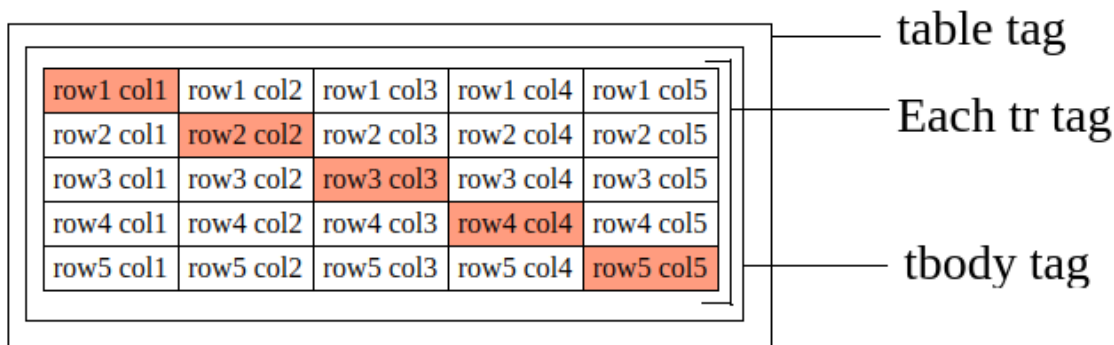 table tag
row1 col1 row1 col2 row1 col3 row1 col4 row1 col5
Each tr tag
row2 col1 row2 col2 row2 col3 row2 col4 row2 col5
row3 col1 row3 col2 row3 col3 row3 col4 row3 col5
row4 col1 row4 col2 row4 col3 row4 col4 row4 col5
row5 col1 row5 col2 row5 col3 row5 col4 row5 col5
tbody tag